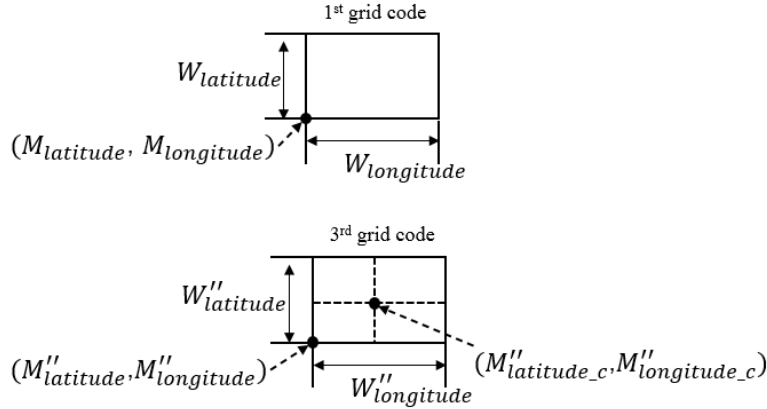 1st grid code
W_latitude
(M_latitude, M_longitude)
W_longitude
3rd grid code
W''_latitude
(M''_latitude,M''_longitude)
(M''_latitude_c,M''_longitude_c)
W''_longitude